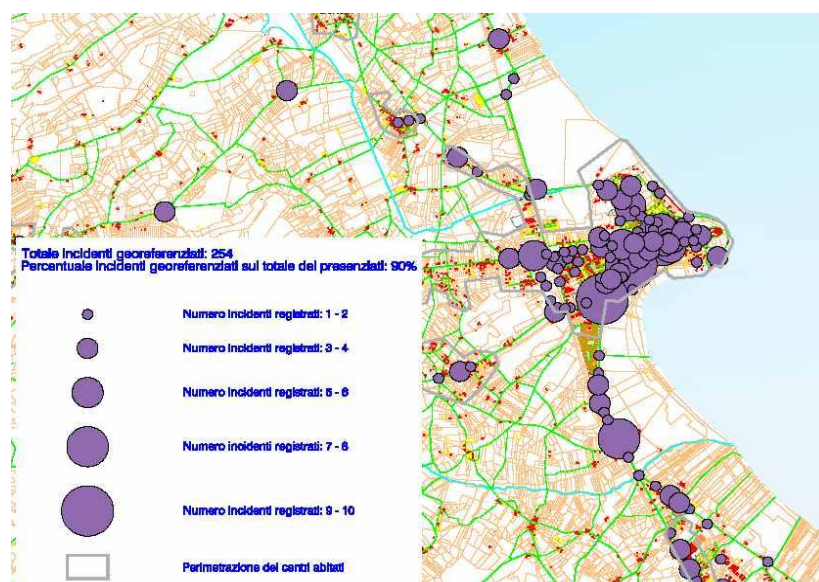 Totale incidenti georeferenziati: 254
Percentuale incidenti georeferenziati sul totale dei presenziati: 90%
Numero incidenti registrati: 1 - 2
Numero incidenti registrati: 3 - 4
Numero incidenti registrati: 5 - 6
Numero incidenti registrati: 7 - 8
Numero incidenti registrati: 9 - 10
Perimetrazione dei centri abitati